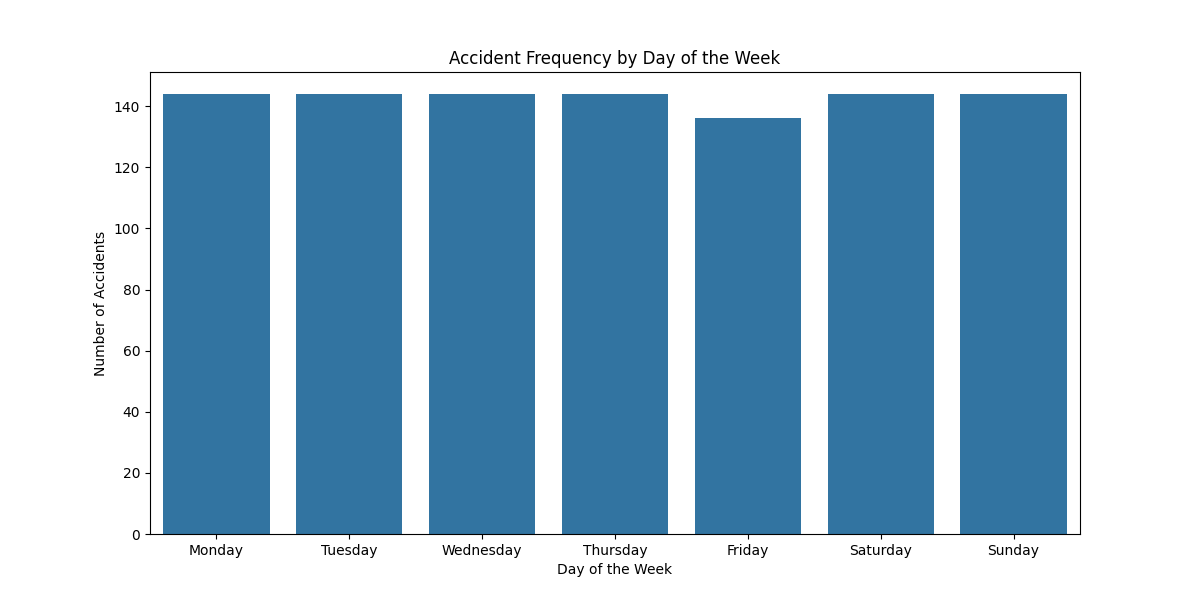 Accident Frequency by Day of the Week
140
120
100
80
60
40
20
0
Number of Accidents
Monday Tuesday Wednesday Thursday Friday Saturday Sunday
Day of the Week